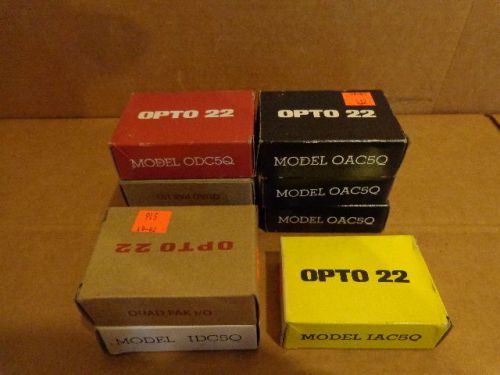 OPTO 22
MODEL ODC5Q
OPTO 22
MODEL OAC5Q
MODEL OAC5Q
MODEL OAC5Q
QUAD PAK I/O
OPTO 22
QUAD PAK I/O
MODEL IDC5Q
OPTO 22
MODEL IAC5Q